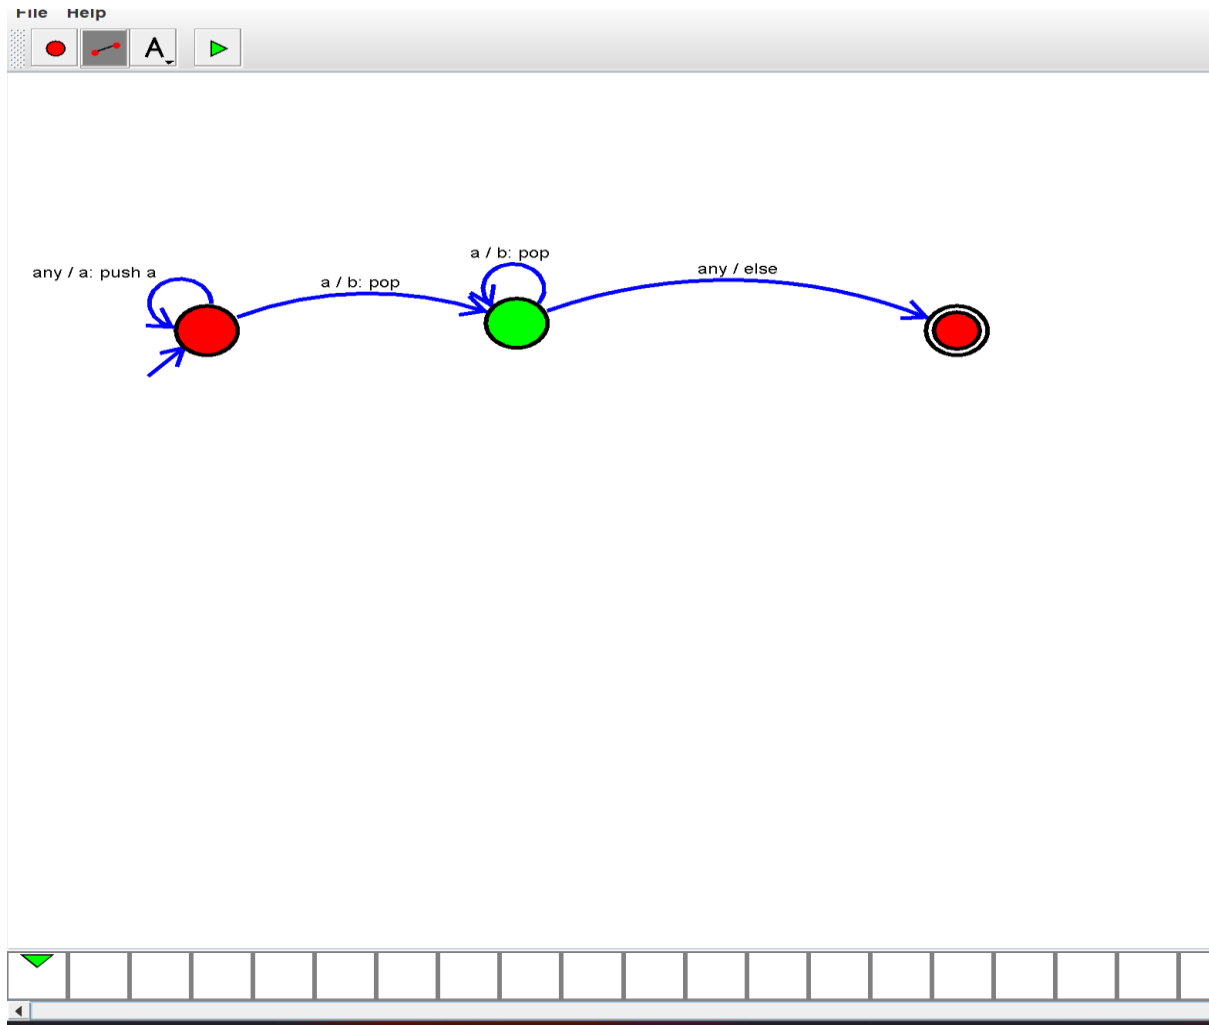 File Help
A
a / b: pop
any / else
any / a: push a
a / b: pop